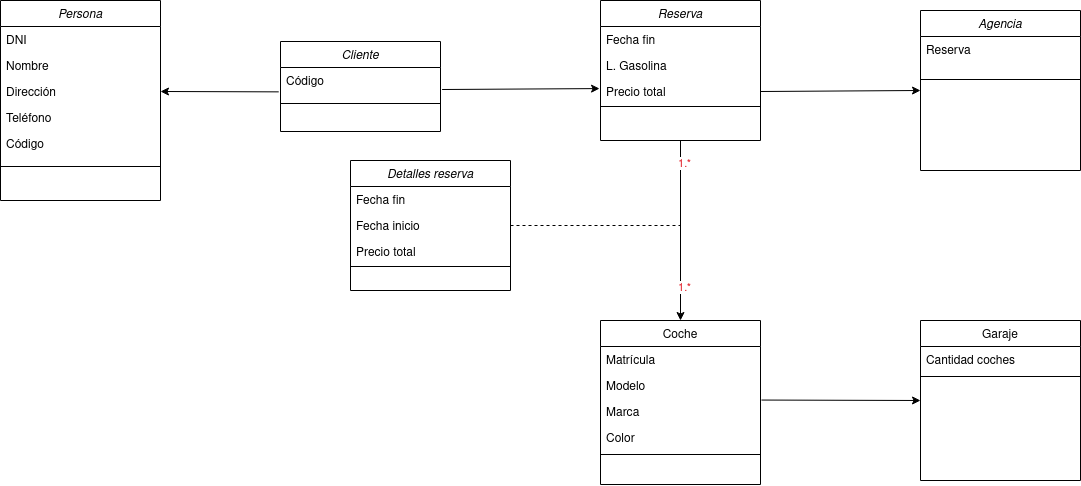 Persona
DNI
Nombre
Dirección
Teléfono
Código
Cliente
Código
Reserva
Fecha fin
L. Gasolina
Precio total
Agencia
Reserva
1.*
Detalles reserva
Fecha fin
Fecha inicio
Precio total
1.*
Coche
Matrícula
Modelo
Marca
Color
Garaje
Cantidad coches